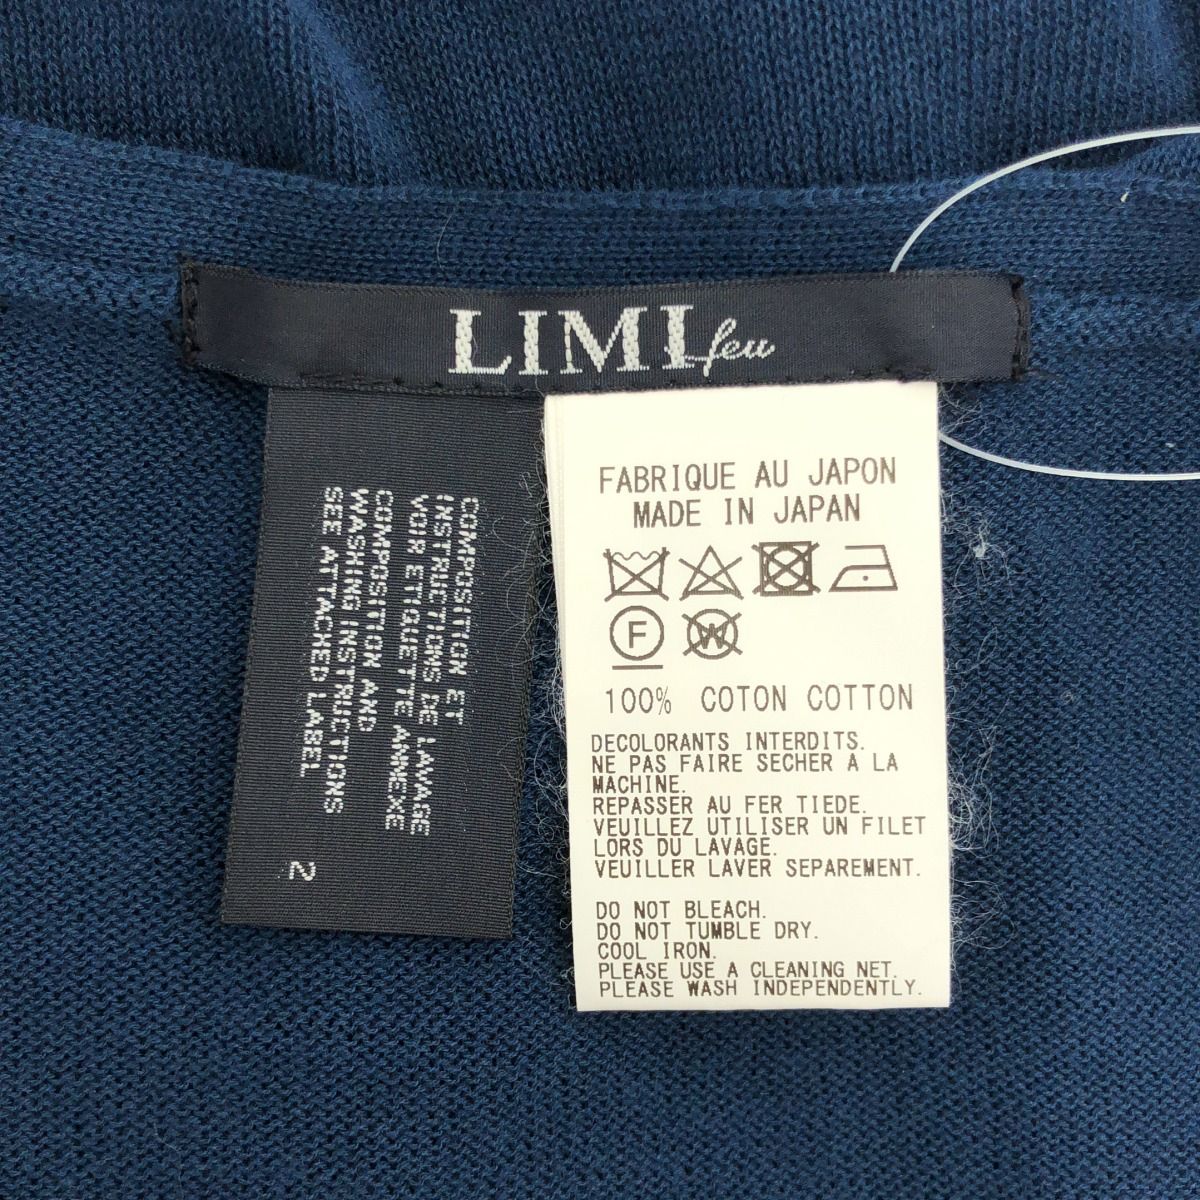 LIMI feu
COMPOSITION ET
INSTRUCTIONS DE LAVAGE
VOIR ETIQUETTE ANNEXE
COMPOSITION AND
WASHING INSTRUCTIONS
SEE ATTACHED LABEL
2
FABRIQUE AU JAPON
MADE IN JAPAN
F W
100% COTON COTTON
DECOLORANTS INTERDITS.
NE PAS FAIRE SECHER A LA
MACHINE.
REPASSER AU FER TIEDE.
VEUILLEZ UTILISER UN FILET
LORS DU LAVAGE.
VEUILLER LAVER SEPAREMENT.
DO NOT BLEACH.
DO NOT TUMBLE DRY.
COOL IRON.
PLEASE USE A CLEANING NET.
PLEASE WASH INDEPENDENTLY.